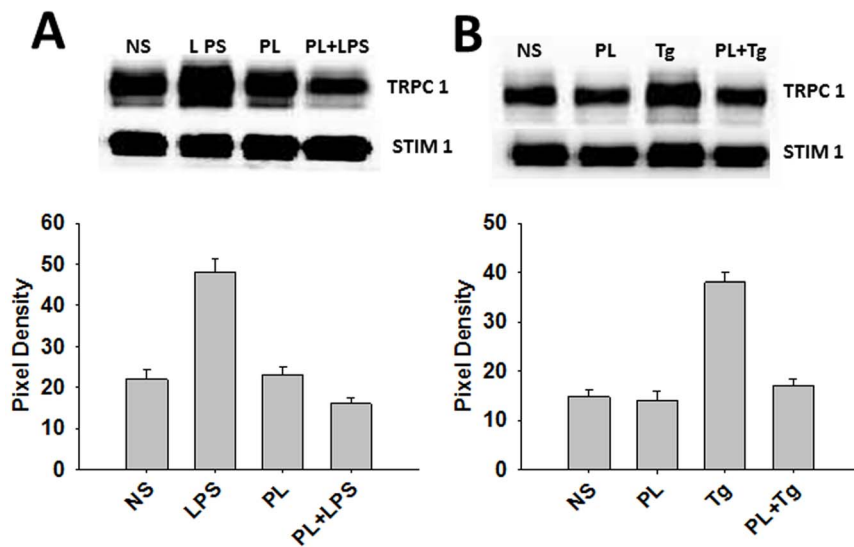 A
NS L PS PL PL+LPS
TRPC 1
STIM 1
60
50
40
30
20
10
0
Pixel Density
NS LPS PL PL+LPS
B
NS PL Tg PL+Tg
TRPC 1
STIM 1
50
40
30
20
10
0
Pixel Density
NS PL Tg PL+Tg